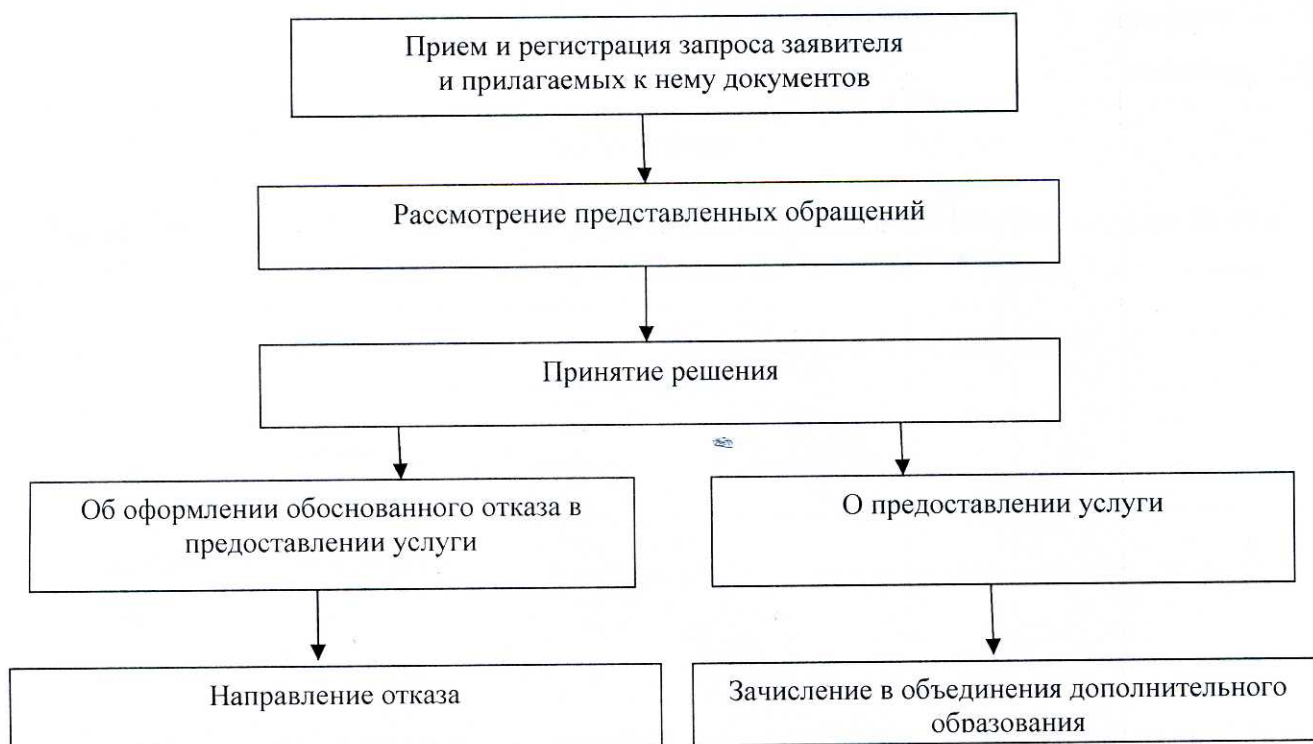 Прием и регистрация запроса заявителя
и прилагаемых к нему документов
Рассмотрение представленных обращений
Принятие решения
Об оформлении обоснованного отказа в
предоставлении услуги
О предоставлении услуги
Направление отказа
Зачисление в объединения дополнительного
образования